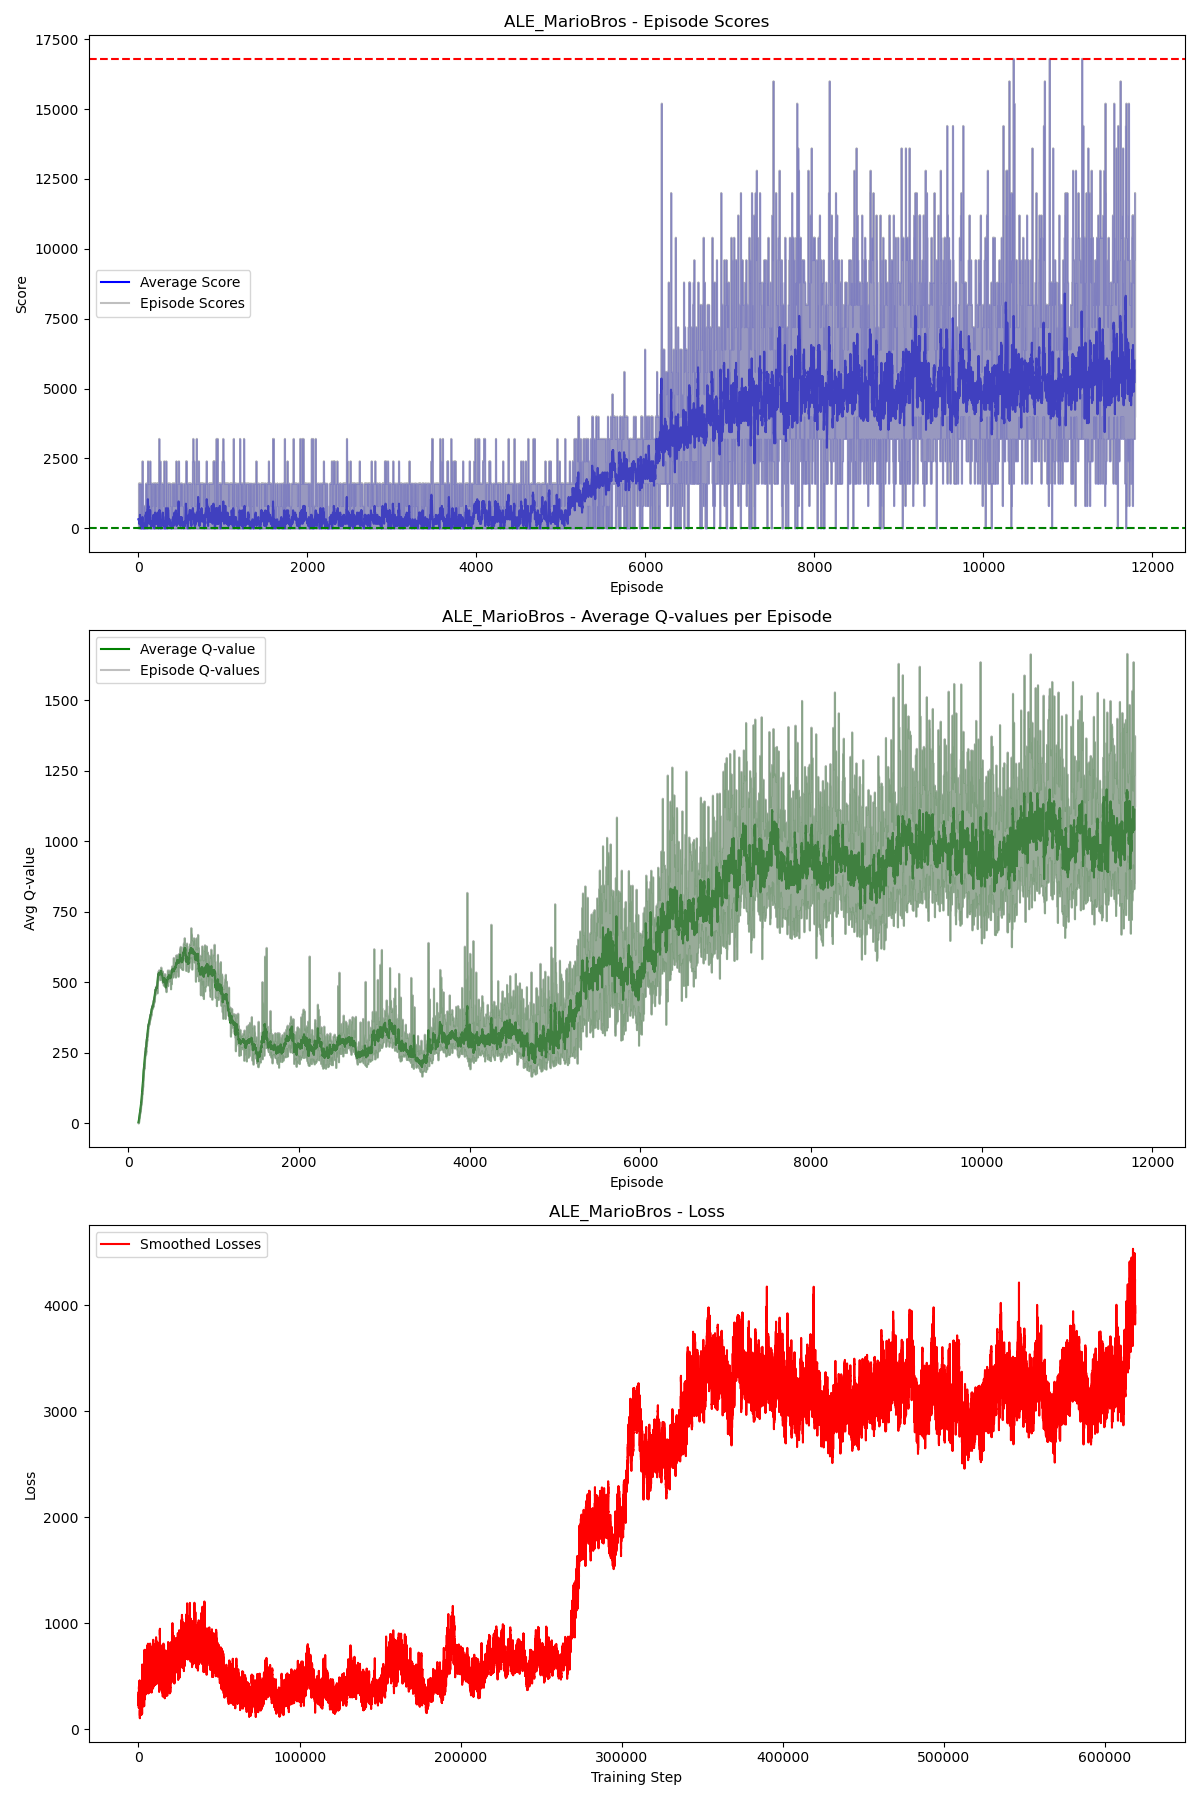 ALE_MarioBros - Episode Scores
17500
15000
12500
10000
7500
5000
2500
0
Score
Average Score
Episode Scores
0 2000 4000 6000 8000 10000 12000
Episode
ALE_MarioBros - Average Q-values per Episode
1500
1250
1000
750
500
250
0
Avg Q-value
Average Q-value
Episode Q-values
0 2000 4000 6000 8000 10000 12000
Episode
ALE_MarioBros - Loss
4000
3000
2000
1000
0
Loss
Smoothed Losses
0 100000 200000 300000 400000 500000 600000
Training Step